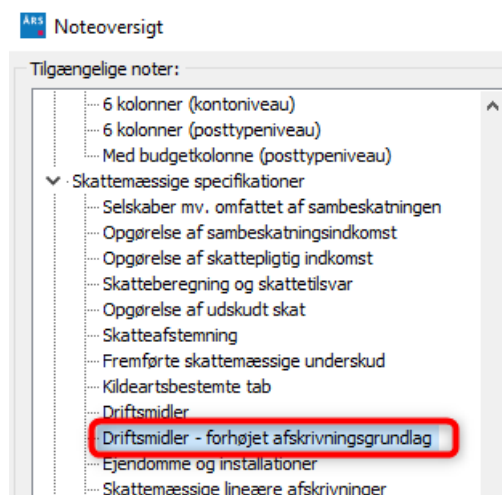 ÅRS
Noteoversigt
Tilgængelige noter:
6 kolonner (kontoniveau)
6 kolonner (posttypeniveau)
Med budgetkolonne (posttypeniveau)
Skattemæssige specifikationer
Selskaber mv. omfattet af sambeskatningen
Opgørelse af sambeskatningsindkomst
Opgørelse af skattepligtig indkomst
Skatteberegning og skattetilsvar
Opgørelse af udskudt skat
Skatteafstemning
Fremførte skattemæssige underskud
Kildeartsbestemte tab
Driftsmidler
Driftsmidler - forhøjet afskrivningsgrundlag
Ejendomme og installationer
Skattemæssige lineære afskrivninger